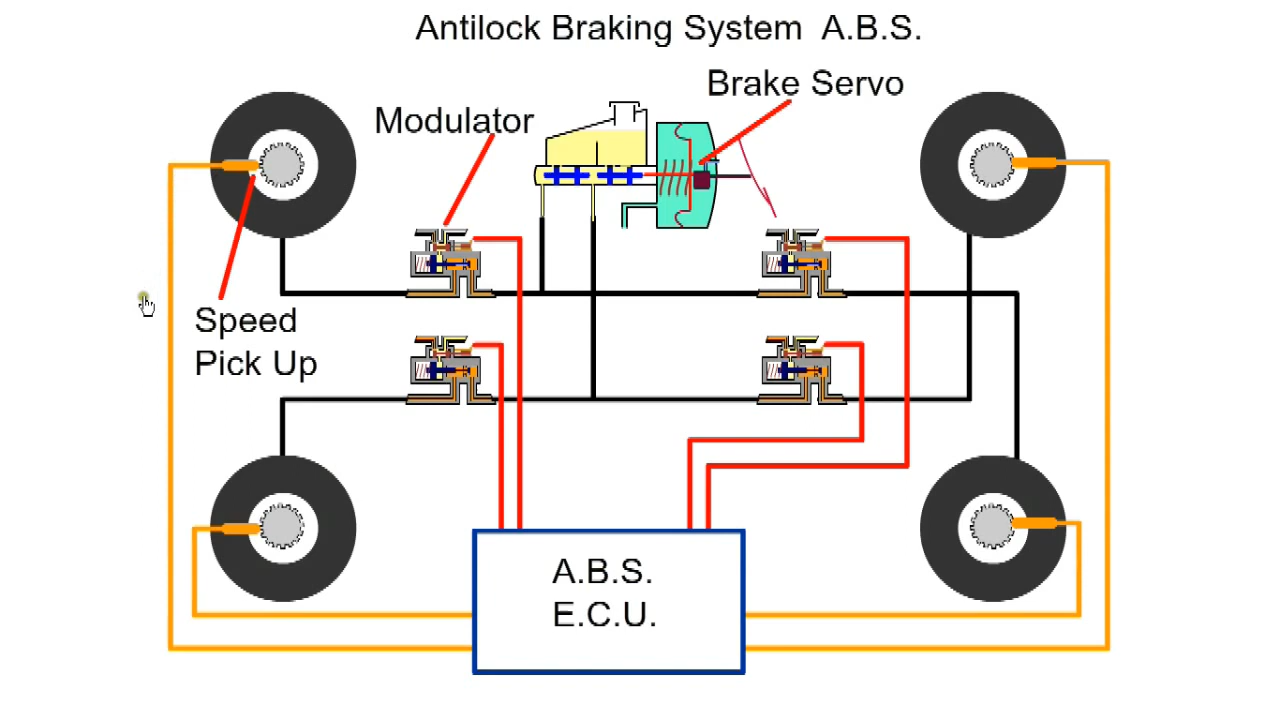 Antilock Braking System A.B.S.
Brake Servo
Modulator
Speed
Pick Up
A.B.S.
E.C.U.